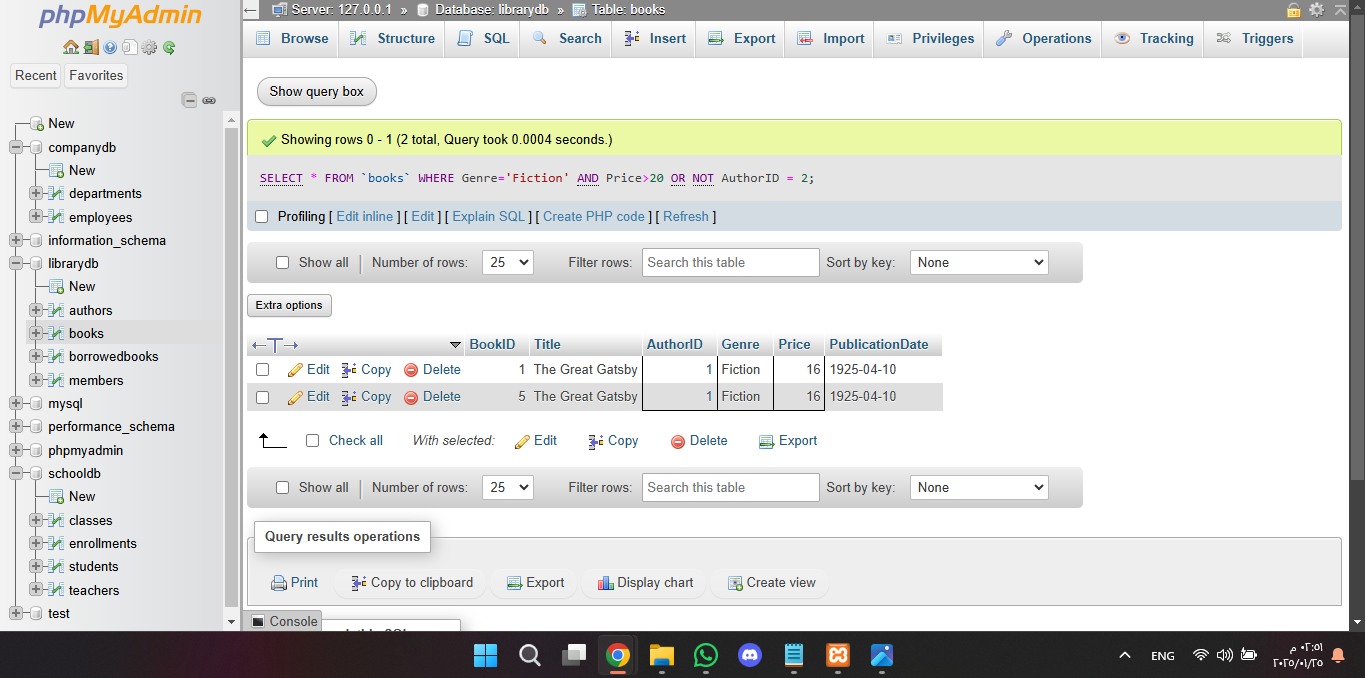 phpMyAdmin
Recent
Favorites
New
companydb
New
departments
employees
information_schema
librarydb
New
authors
books
borrowedbooks
members
mysql
performance_schema
phpmyadmin
schooldb
New
classes
enrollments
students
teachers
test
Server: 127.0.0.1 » Database: librarydb » Table: books
Browse Structure SQL Search Insert Export Import Privileges Operations Tracking Triggers
Show query box
Showing rows 0 - 1 (2 total, Query took 0.0004 seconds.)
SELECT * FROM `books` WHERE Genre='Fiction' AND Price>20 OR NOT AuthorID = 2;
Profiling [ Edit inline ] [ Edit ] [ Explain SQL ] [ Create PHP code ] [ Refresh ]
Show all Number of rows: 25 Filter rows: Search this table Sort by key: None
Extra options
←T→ BookID Title AuthorID Genre Price PublicationDate
Edit Copy Delete 1 The Great Gatsby 1 Fiction 16 1925-04-10
Edit Copy Delete 5 The Great Gatsby 1 Fiction 16 1925-04-10
Check all With selected: Edit Copy Delete Export
Show all Number of rows: 25 Filter rows: Search this table Sort by key: None
Query results operations
Print Copy to clipboard Export Display chart Create view
Console
ENG
٠٢:٥١ م
٢٠٢٥/٠١/٢٥